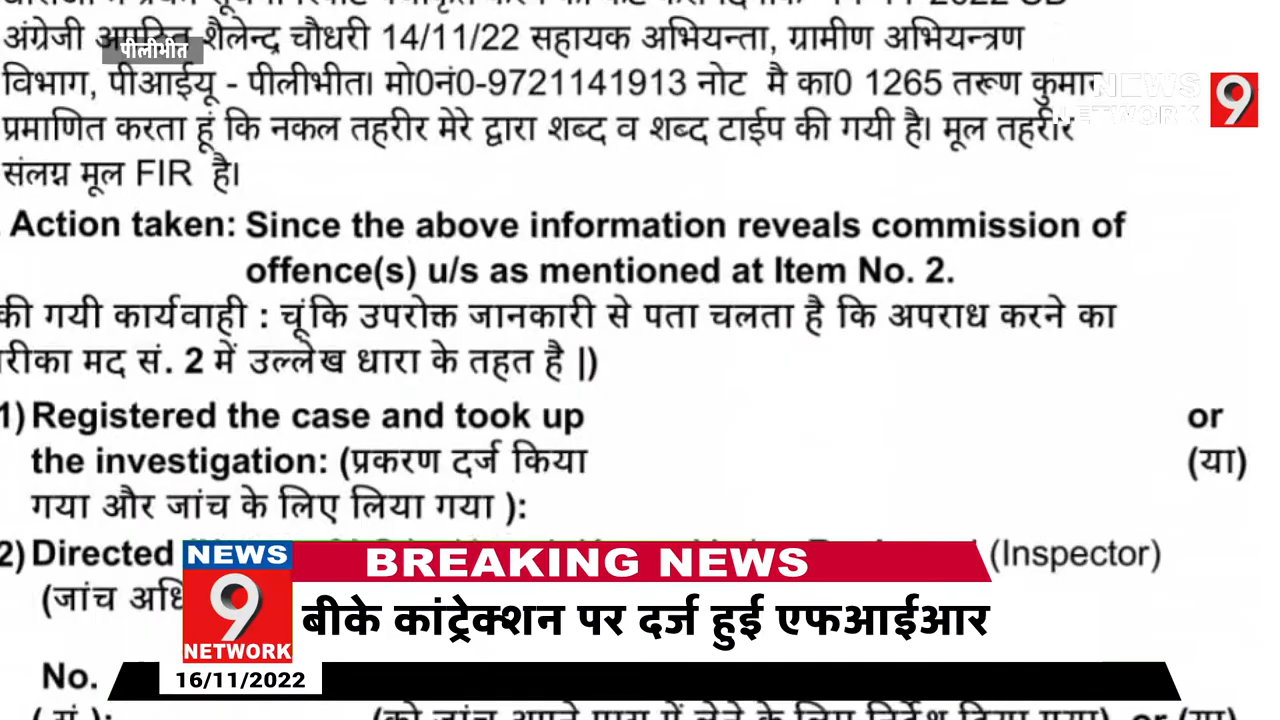 अंग्रेजी शैलेन्द्र चौधरी 14/11/22 सहायक अभियन्ता, ग्रामीण अभियन्त्रण
पीलीभीत
विभाग, पीआईयू - पीलीभीत। मो0नं0-9721141913 नोट मै का0 1265 तरूण कुमार
NEWS
NETWORK
9
प्रमाणित करता हूं कि नकल तहरीर मेरे द्वारा शब्द व शब्द टाईप की गयी है। मूल तहरीर
संलग्न मूल FIR है।
Action taken: Since the above information reveals commission of
offence(s) u/s as mentioned at Item No. 2.
की गयी कार्यवाही : चूंकि उपरोक्त जानकारी से पता चलता है कि अपराध करने का
रीका मद सं. 2 में उल्लेख धारा के तहत है |)
1) Registered the case and took up or
the investigation: (प्रकरण दर्ज किया (या)
गया और जांच के लिए लिया गया ):
2) Directed (Inspector)
(जांच
NEWS
9
NETWORK
BREAKING NEWS
बीके कांट्रेक्शन पर दर्ज हुई एफआईआर
No.
16/11/2022